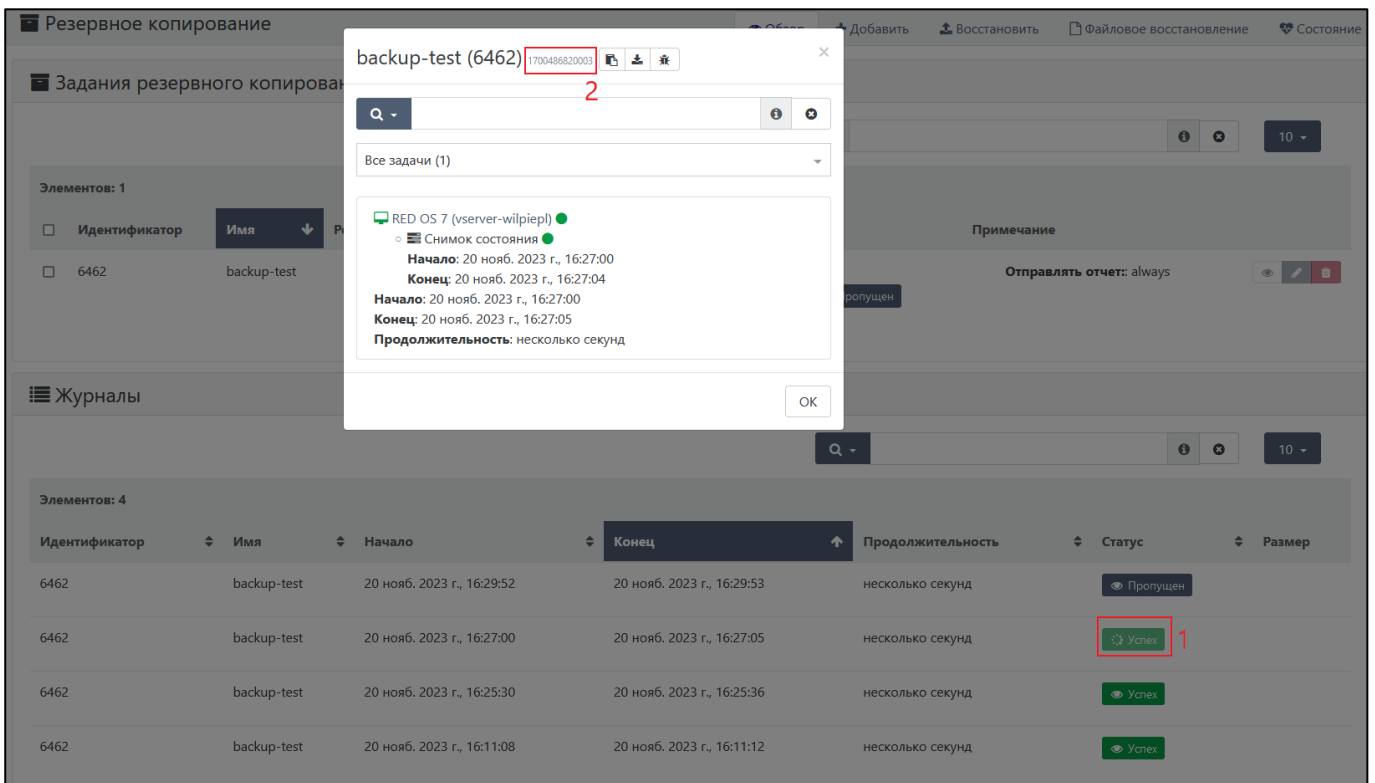 Резервное копирование
Добавить
Восстановить
Файловое восстановление
Состояние
backup-test (6462) 1700486820003
×
2
Задания резервного
10
Все задачи (1)
Элементов: 1
Идентификатор Имя Примечание
6462 backup-test Отправлять отчет:: always
RED OS 7 (vserver-wilpiepl)
Снимок состояния
Начало: 20 нояб. 2023 г., 16:27:00
Конец: 20 нояб. 2023 г., 16:27:04
Начало: 20 нояб. 2023 г., 16:27:00
Конец: 20 нояб. 2023 г., 16:27:05
Продолжительность: несколько секунд
OK
Журналы
10
Элементов: 4
Идентификатор Имя Начало Конец Продолжительность Статус Размер
6462 backup-test 20 нояб. 2023 г., 16:29:52 20 нояб. 2023 г., 16:29:53 несколько секунд Пропущен
6462 backup-test 20 нояб. 2023 г., 16:27:00 20 нояб. 2023 г., 16:27:05 несколько секунд Успех 1
6462 backup-test 20 нояб. 2023 г., 16:25:30 20 нояб. 2023 г., 16:25:36 несколько секунд Успех
6462 backup-test 20 нояб. 2023 г., 16:11:08 20 нояб. 2023 г., 16:11:12 несколько секунд Успех